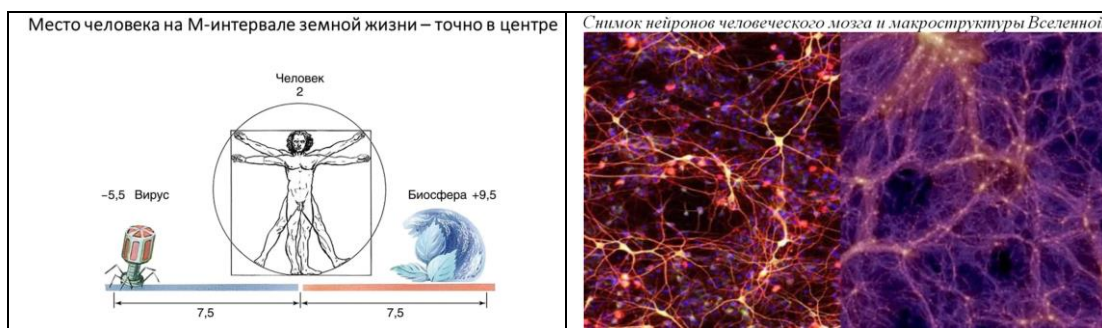 Место человека на М-интервале земной жизни – точно в центре
Человек
2
–5,5 Вирус
Биосфера +9,5
7,5
7,5
Снимок нейронов человеческого мозга и макроструктуры Вселенной